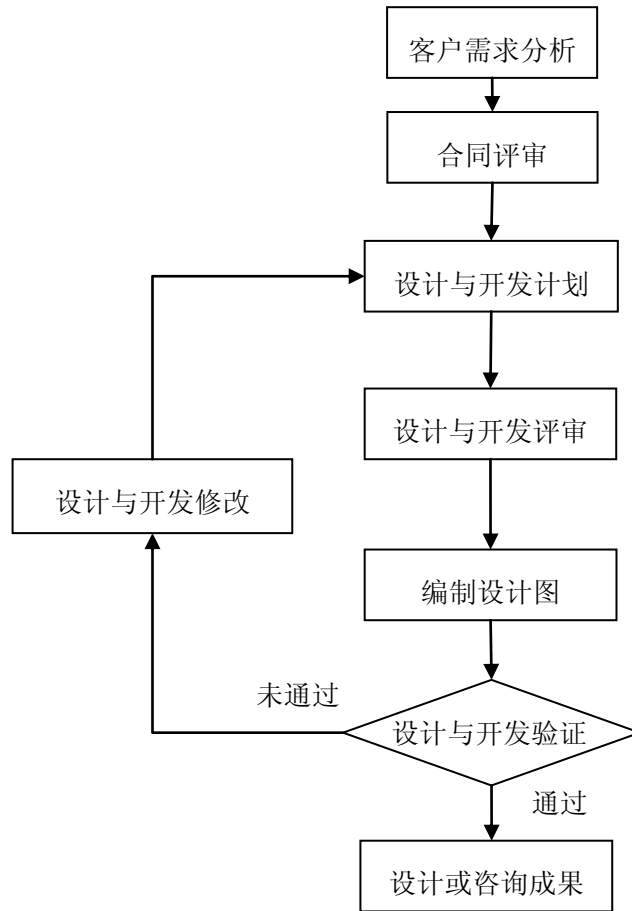 客户需求分析
合同评审
设计与开发计划
设计与开发评审
设计与开发修改
编制设计图
未通过
设计与开发验证
通过
设计或咨询成果